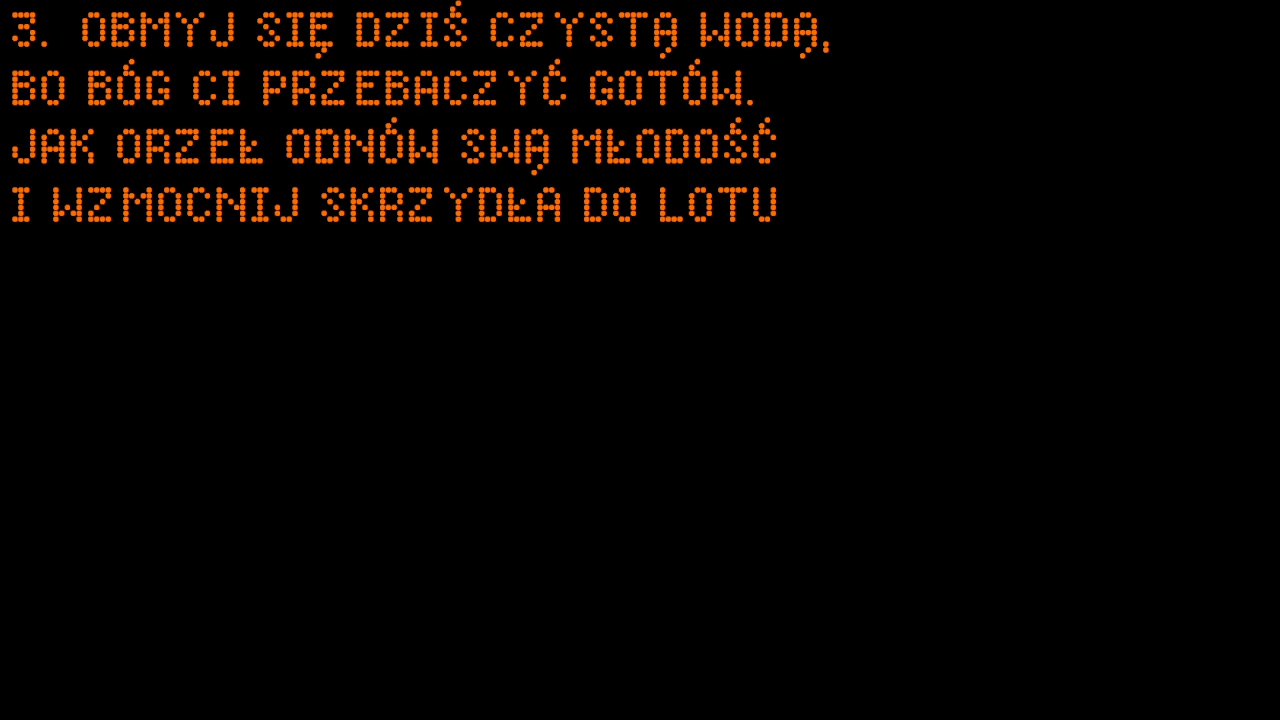 3. OBMYJ SIĘ DZIŚ CZYSTĄ WODĄ,
BO BÓG CI PRZEBACZYĆ GOTÓW.
JAK ORZEŁ ODNÓW SWĄ MŁODOŚĆ
I WZMOCNIJ SKRZYDŁA DO LOTU